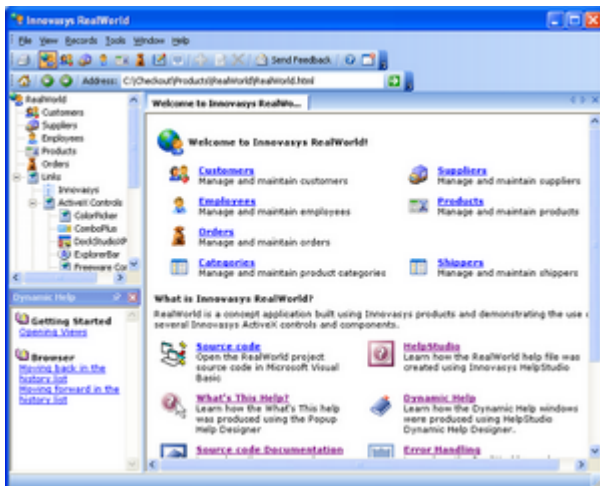 Innovasys RealWorld
File View Records Tools Window Help
Send Feedback
Address: C:\Checkout\Products\RealWorld\RealWorld.html
RealWorld
Customers
Suppliers
Employees
Products
Orders
Links
Innovasys
ActiveX Controls
ColorPicker
ComboPlus
DockStudioXP
ExplorerBar
Freeware Cor
Dynamic Help
Getting Started
Opening Views
Browser
Moving back in the
history list
Moving forward in the
history list
Welcome to Innovasys RealWo...
Welcome to Innovasys RealWorld!
Customers
Manage and maintain customers
Suppliers
Manage and maintain suppliers
Employees
Manage and maintain employees
Products
Manage and maintain products
Orders
Manage and maintain orders
Categories
Manage and maintain product categories
Shippers
Manage and maintain shippers
What is Innovasys RealWorld?
RealWorld is a concept application built using Innovasys products and demonstrating the use
several Innovasys ActiveX controls and components.
Source code
Open the RealWorld project
source code in Microsoft Visual
Basic
HelpStudio
Learn how the RealWorld help file was
created using Innovasys HelpStudio
What's This Help?
Learn how the What's This help
was produced using the Popup
Help Designer
Dynamic Help
Learn how the Dynamic Help windows
were produced using HelpStudio
Dynamic Help Designer.
Source code Documentation
Error Handling